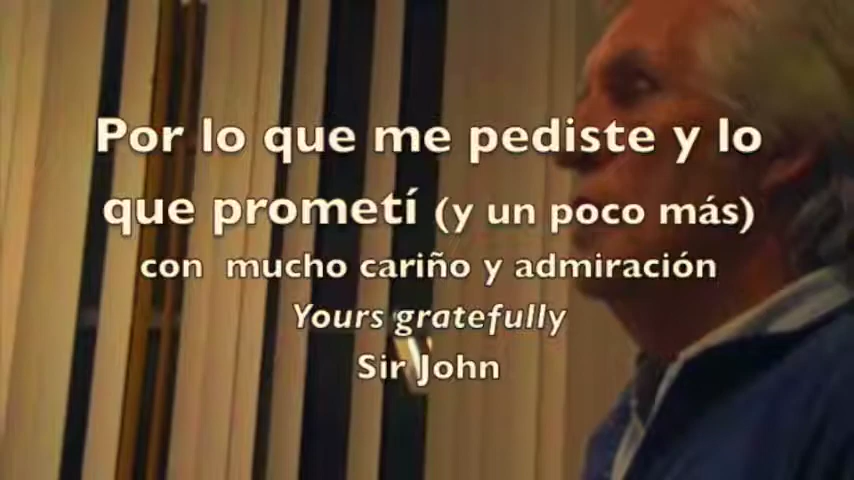 Por lo que me pediste y lo
que prometí (y un poco más)
con mucho cariño y admiración
Yours gratefully
Sir John